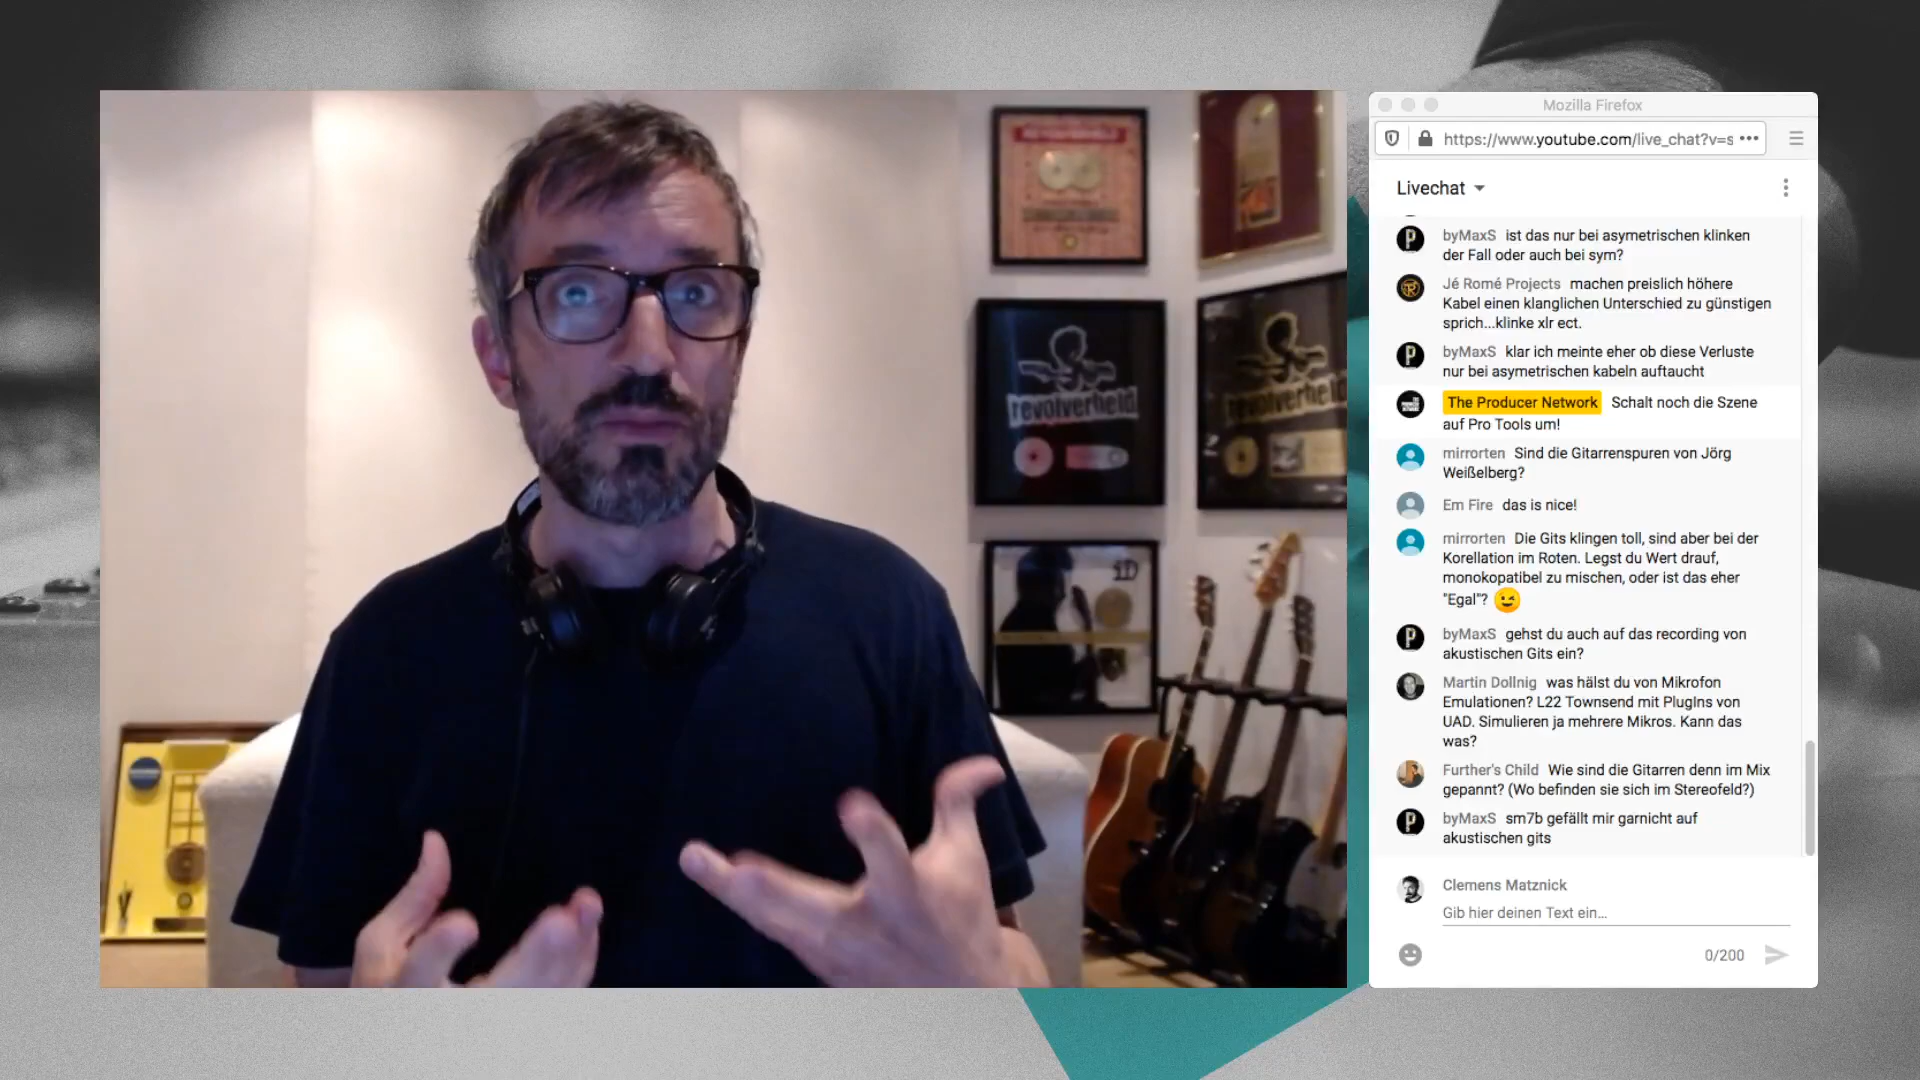 revolverheld
revolverheld
iD
Mozilla Firefox
https://www.youtube.com/live_chat?v=s
Livechat
byMaxS ist das nur bei asymetrischen klinken
der Fall oder auch bei sym?
Jé Romé Projects machen preislich höhere
Kabel einen klanglichen Unterschied zu günstigen
sprich...klinke xlr ect.
byMaxS klar ich meinte eher ob diese Verluste
nur bei asymetrischen kabeln auftaucht
The Producer Network Schalt noch die Szene
auf Pro Tools um!
mirrorten Sind die Gitarrenspuren von Jörg
Weißelberg?
Em Fire das is nice!
mirrorten Die Gits klingen toll, sind aber bei der
Korellation im Roten. Legst du Wert drauf,
monokopatibel zu mischen, oder ist das eher
"Egal"? 😉
byMaxS gehst du auch auf das recording von
akustischen Gits ein?
Martin Dollnig was hälst du von Mikrofon
Emulationen? L22 Townsend mit PlugIns von
UAD. Simulieren ja mehrere Mikros. Kann das
was?
Further's Child Wie sind die Gitarren denn im Mix
gepannt? (Wo befinden sie sich im Stereofeld?)
byMaxS sm7b gefällt mir garnicht auf
akustischen gits
Clemens Matznick
Gib hier deinen Text ein...
0/200